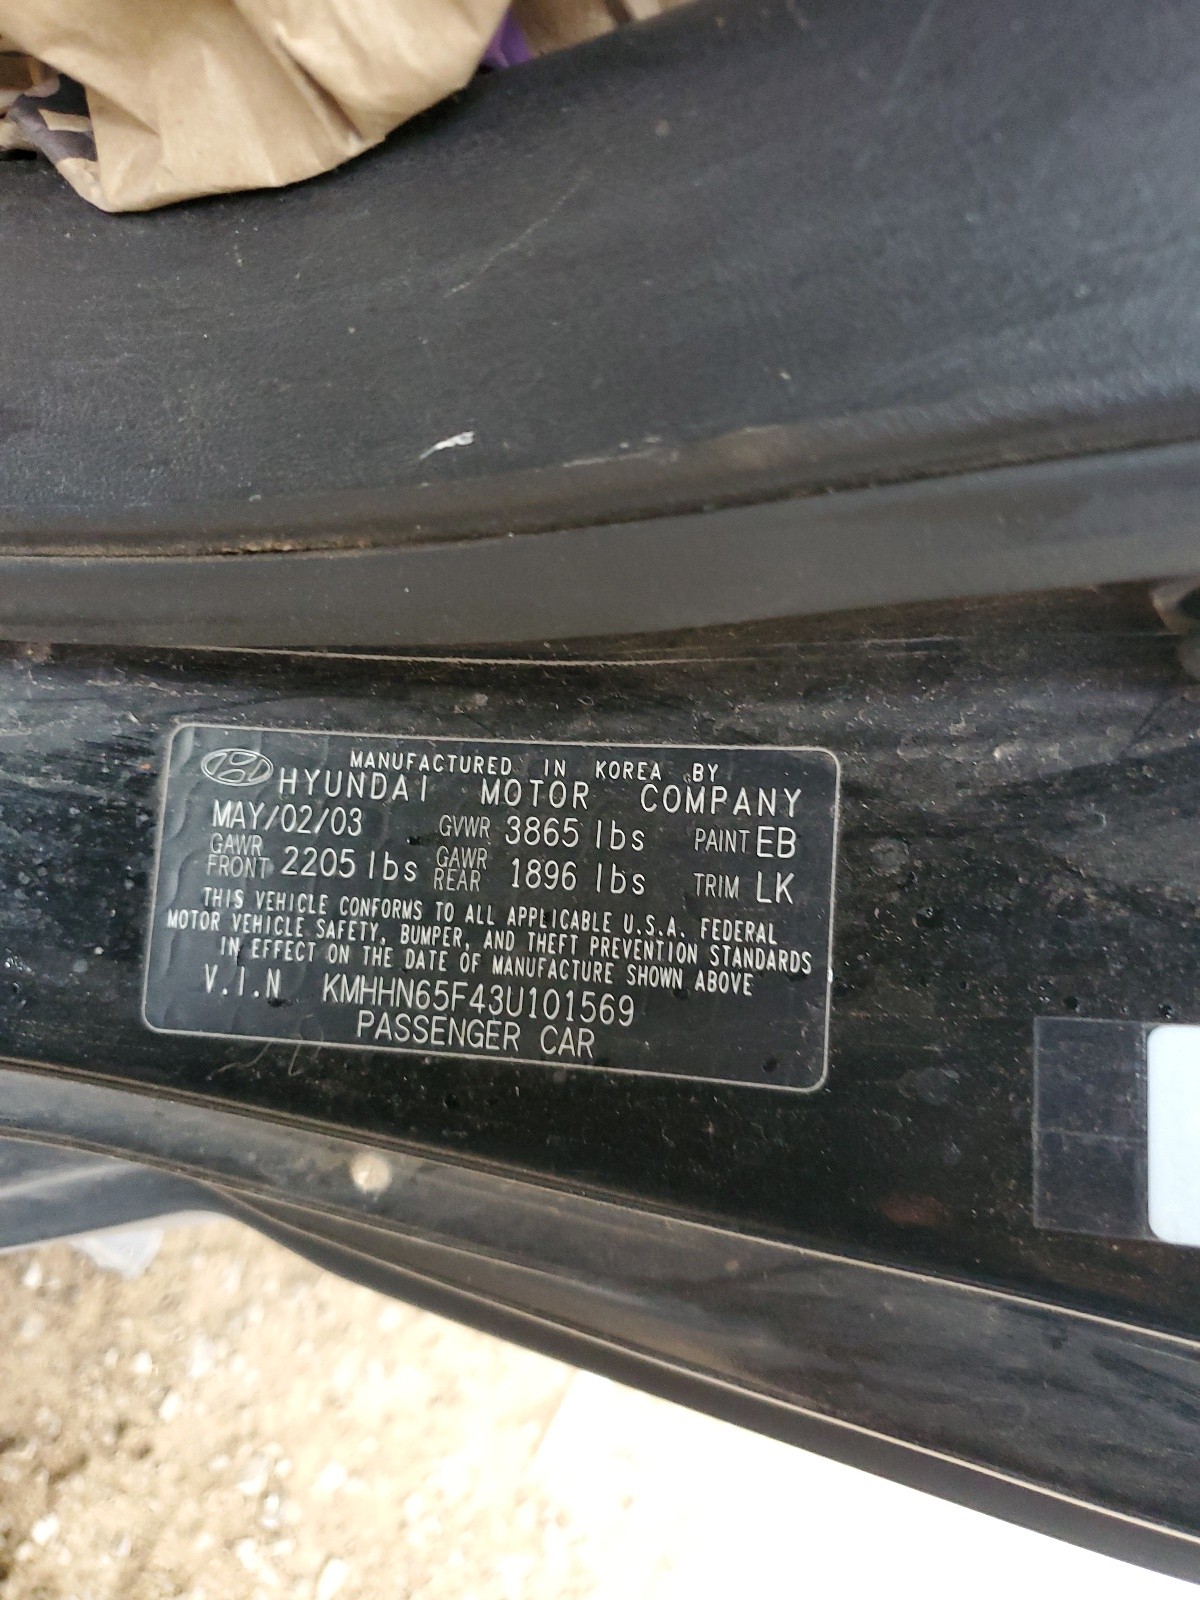 MANUFACTURED IN KOREA BY
HYUNDAI MOTOR COMPANY
MAY/02/03 GVWR 3865 lbs PAINT EB
GAWR FRONT 2205 lbs GAWR REAR 1896 lbs TRIM LK
THIS VEHICLE CONFORMS TO ALL APPLICABLE U.S.A. FEDERAL
MOTOR VEHICLE SAFETY, BUMPER, AND THEFT PREVENTION STANDARDS
IN EFFECT ON THE DATE OF MANUFACTURE SHOWN ABOVE
V.I.N KMHHN65F43U101569
PASSENGER CAR